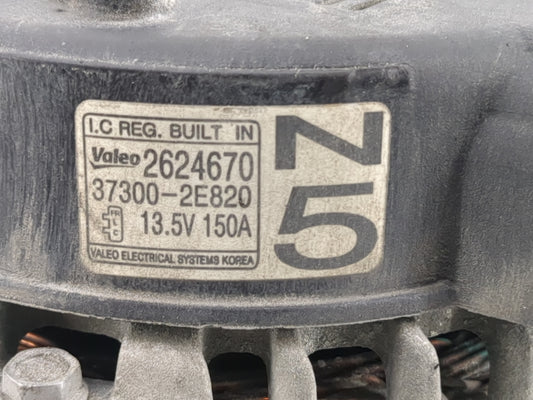 I.C REG. BUILT IN
Valeo 2624670
37300-2E820
13.5V 150A
VALEO ELECTRICAL SYSTEMS KOREA
N
5